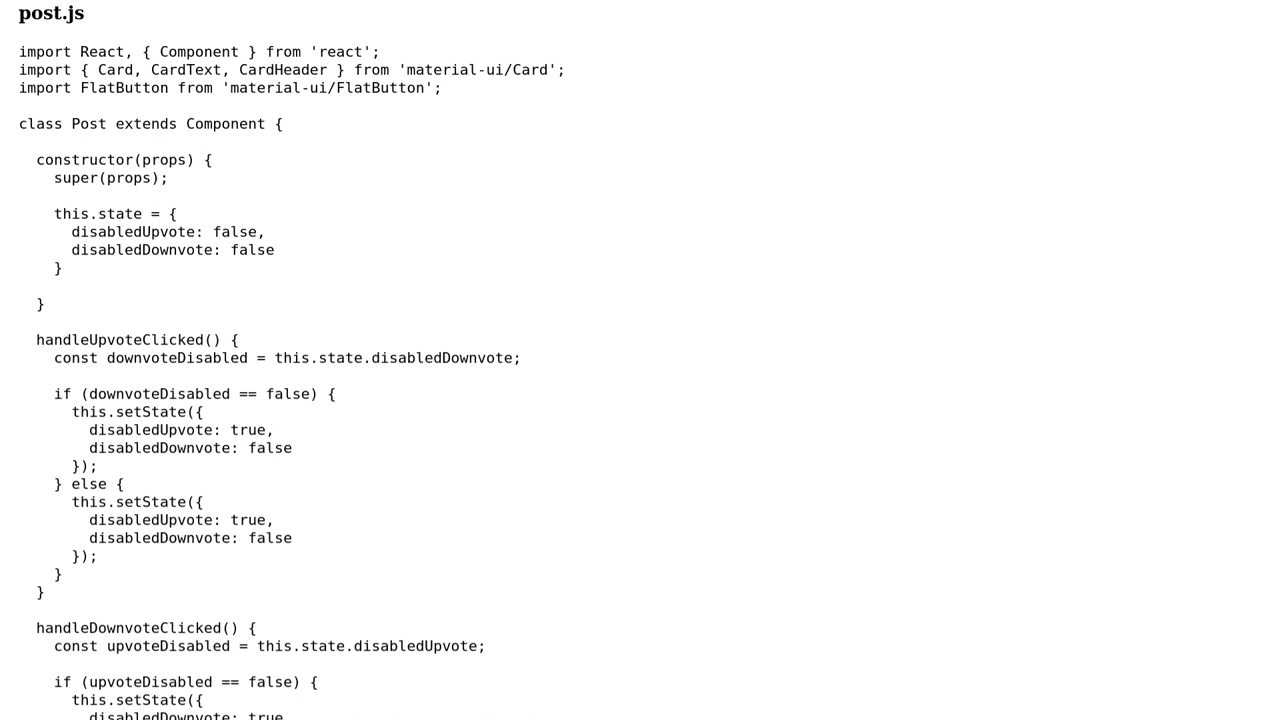 post.js
import React, { Component } from 'react';
import { Card, CardText, CardHeader } from 'material-ui/Card';
import FlatButton from 'material-ui/FlatButton';
class Post extends Component {
  constructor(props) {
    super(props);
    this.state = {
      disabledUpvote: false,
      disabledDownvote: false
    }
  }
  handleUpvoteClicked() {
    const downvoteDisabled = this.state.disabledDownvote;
    if (downvoteDisabled == false) {
      this.setState({
        disabledUpvote: true,
        disabledDownvote: false
      });
    } else {
      this.setState({
        disabledUpvote: true,
        disabledDownvote: false
      });
    }
  }
  handleDownvoteClicked() {
    const upvoteDisabled = this.state.disabledUpvote;
    if (upvoteDisabled == false) {
      this.setState({
        disabledDownvote: true